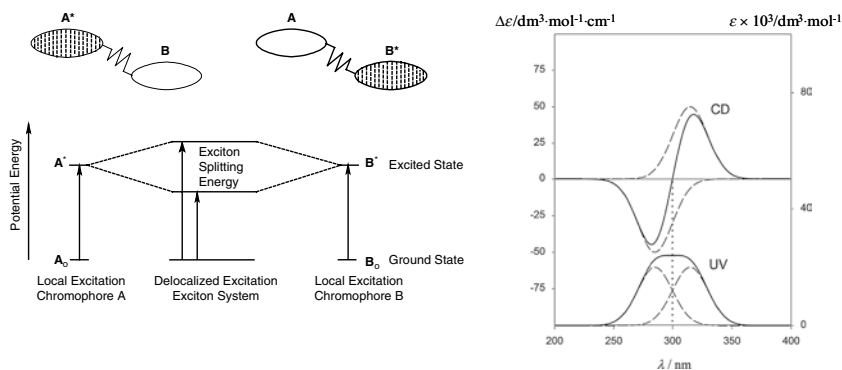 A*
B
A
B*
Potential Energy
A*
Exciton
Splitting
Energy
B*
Excited State
A₀
B₀
Ground State
Local Excitation
Chromophore A
Delocalized Excitation
Exciton System
Local Excitation
Chromophore B
Δε/dm³·mol⁻¹·cm⁻¹
ε × 10³/dm³·mol⁻¹
75
50
25
0
-25
-50
-75
CD
UV
80
40
0
200
250
300
350
400
λ / nm